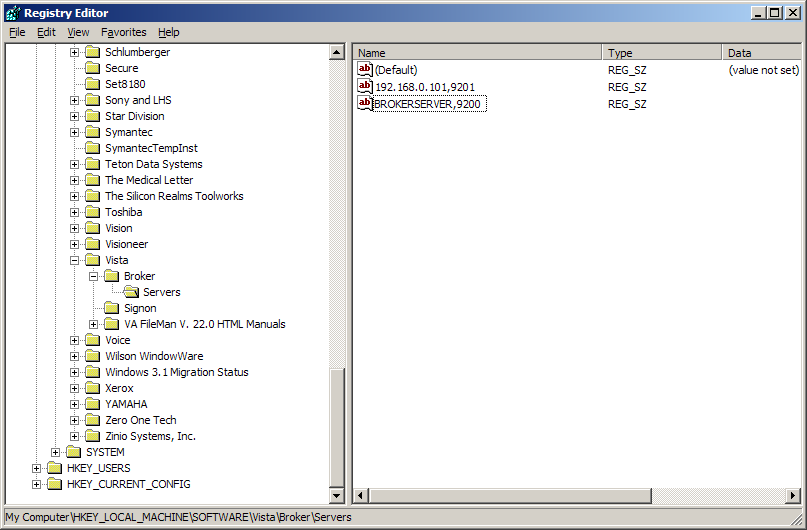 Registry Editor
File Edit View Favorites Help
Schlumberger
Secure
Set8180
Sony and LHS
Star Division
Symantec
SymantecTempInst
Teton Data Systems
The Medical Letter
The Silicon Realms Toolworks
Toshiba
Vision
Visioneer
Vista
Broker
Servers
Signon
VA FileMan V. 22.0 HTML Manuals
Voice
Wilson WindowWare
Windows 3.1 Migration Status
Xerox
YAMAHA
Zero One Tech
Zinio Systems, Inc.
SYSTEM
HKEY_USERS
HKEY_CURRENT_CONFIG
Name Type Data
ab (Default) REG_SZ (value not set)
ab 192.168.0.101,9201 REG_SZ
ab BROKERSERVER,9200 REG_SZ
My Computer\HKEY_LOCAL_MACHINE\SOFTWARE\Vista\Broker\Servers